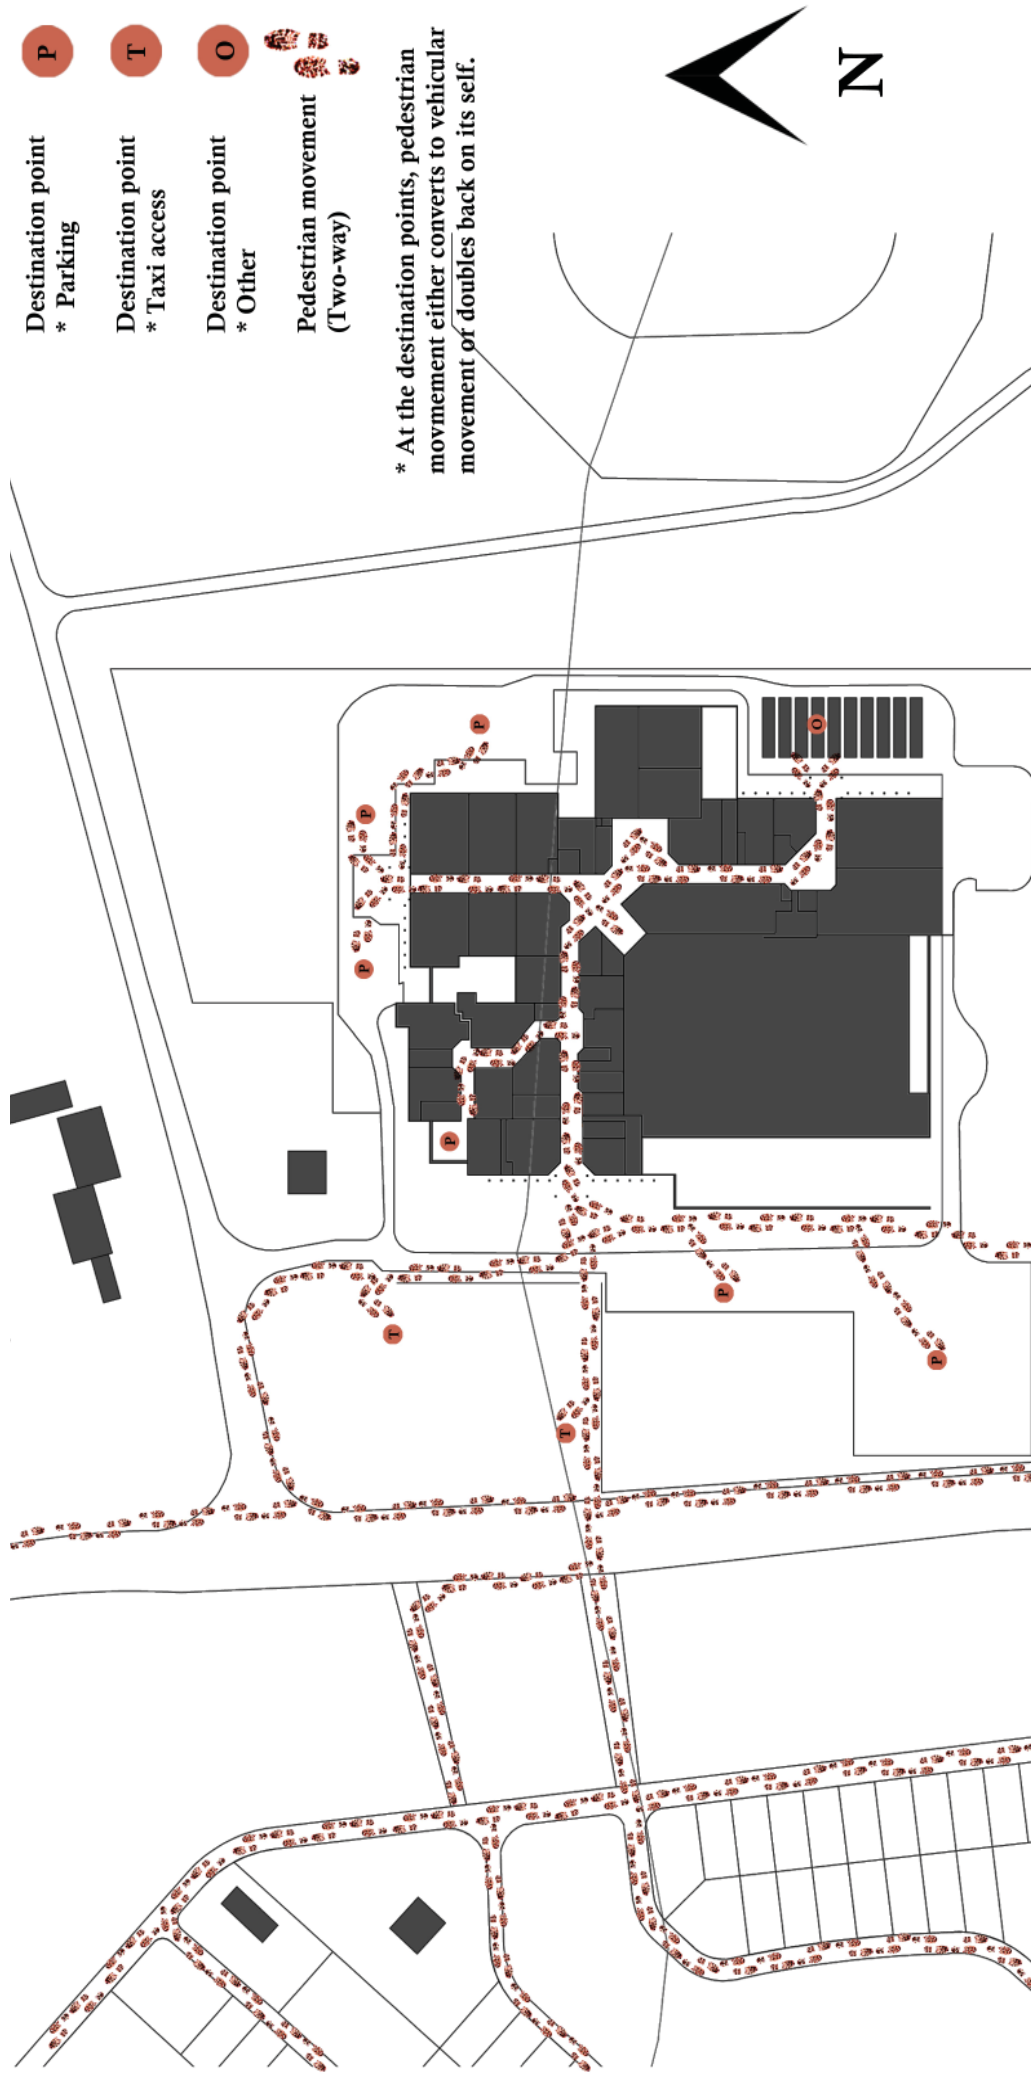 P
Destination point
* Parking
T
Destination point
* Taxi access
O
Destination point
* Other
Pedestrian movement
(Two-way)
* At the destination points, pedestrian
movmement either converts to vehicular
movement or doubles back on its self.
N
P
P
P
P
O
P
P
T
T